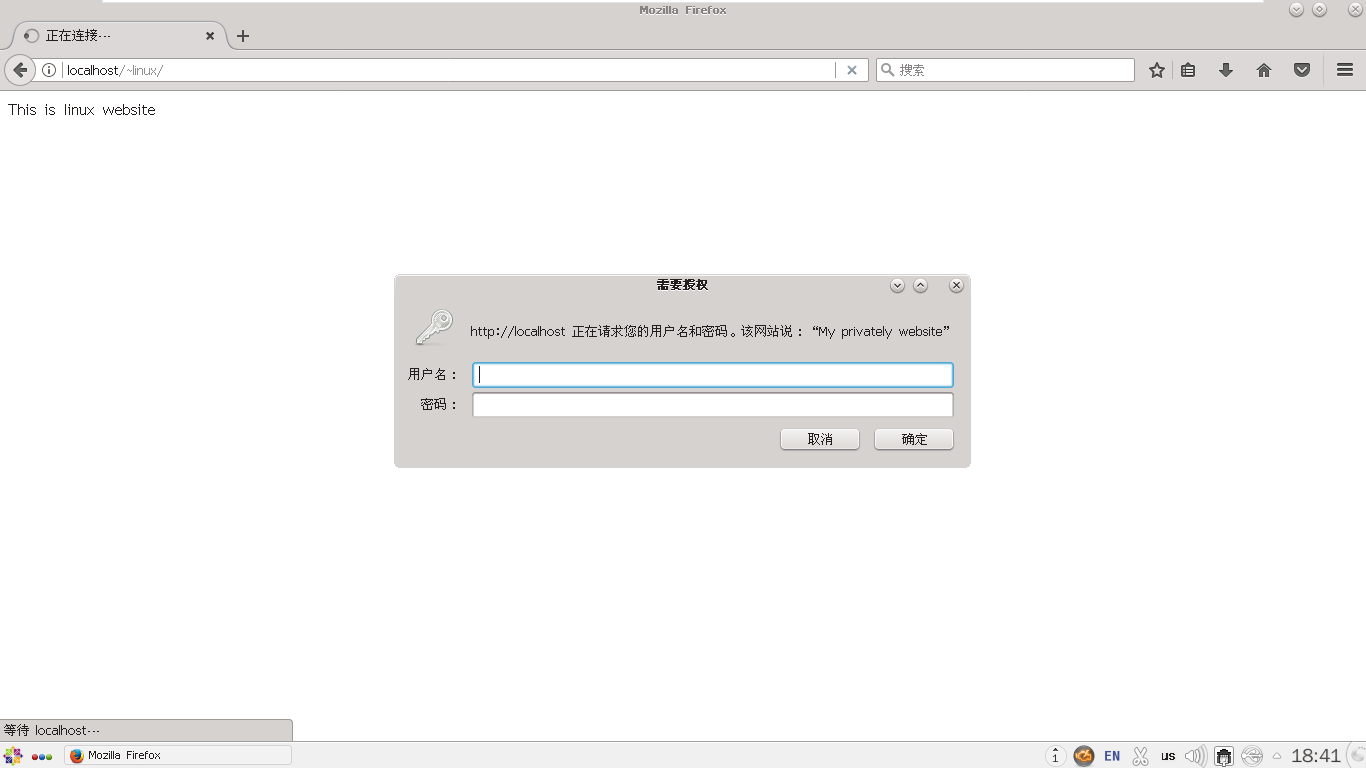 Mozilla Firefox
正在连接…
localhost/~linux/
搜索
This is linux website
需要授权
http://localhost 正在请求您的用户名和密码。该网站说：“My privately website”
用户名：
密码：
取消 确定
等待 localhost…
Mozilla Firefox
1 EN us 18:41